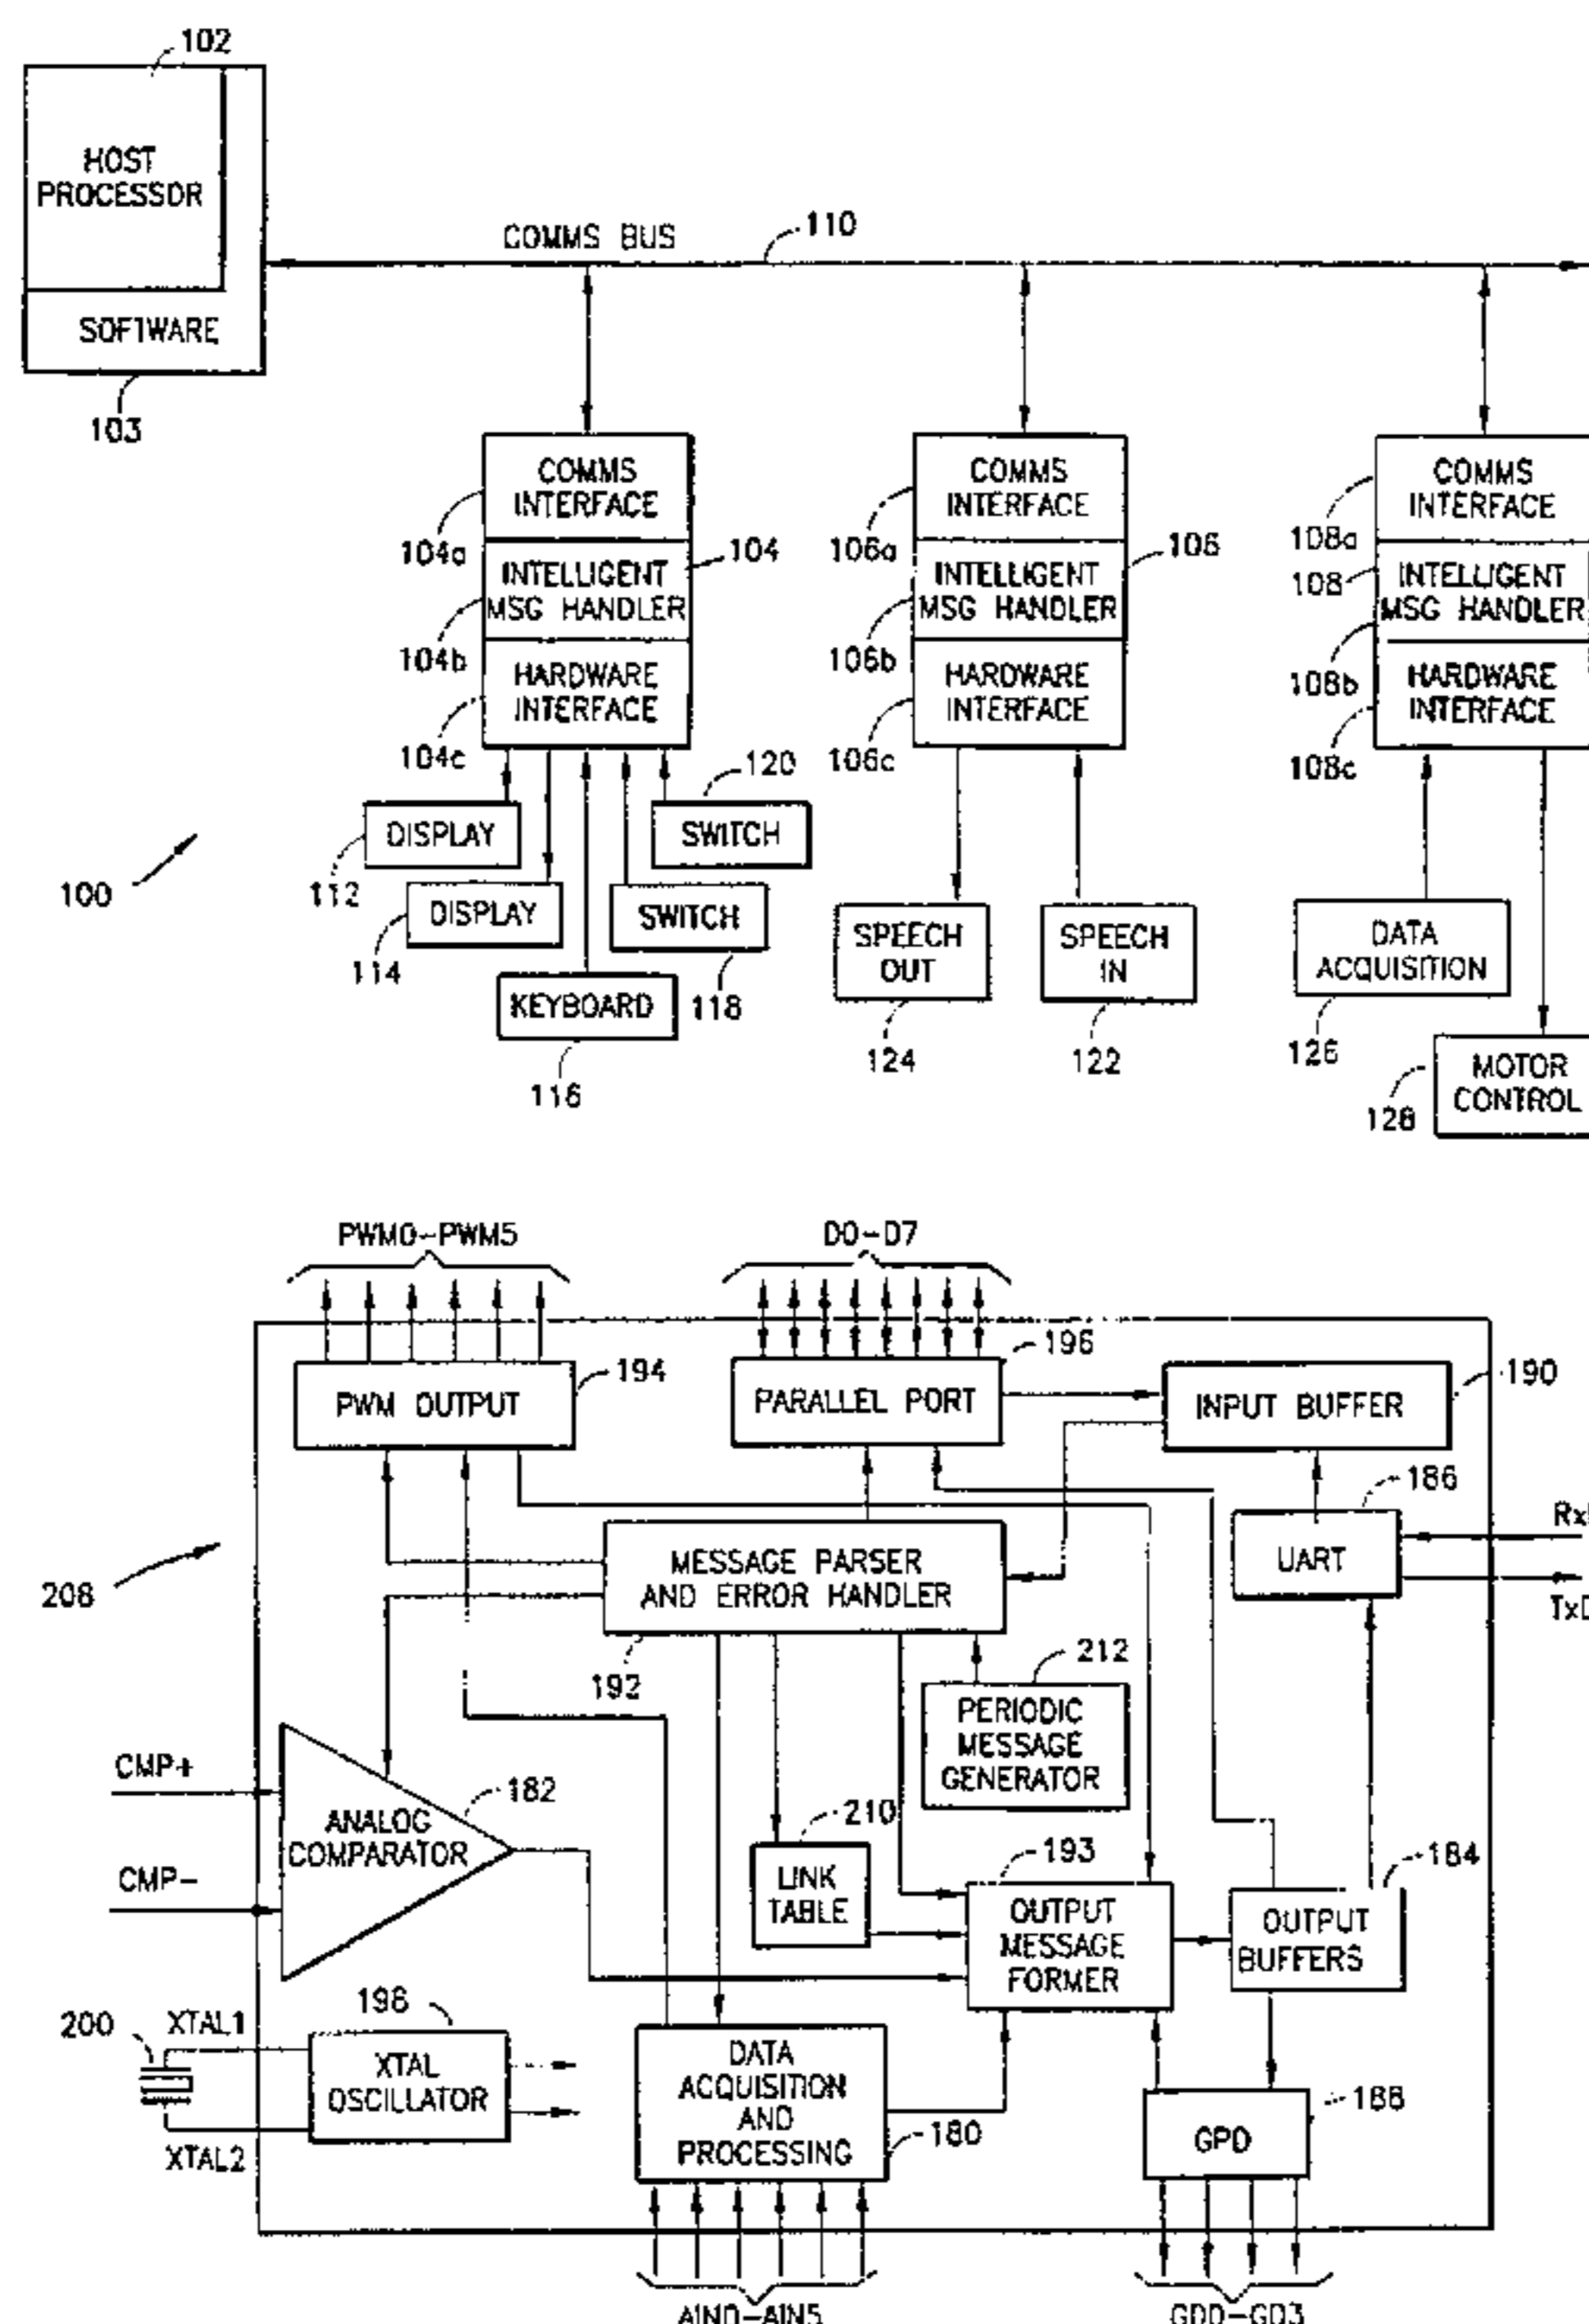 102
HOST
PROCESSOR
SOFTWARE
103
COMMS BUS
110
COMMS
INTERFACE
104a
INTELLIGENT
MSG HANDLER
104
104b
HARDWARE
INTERFACE
104c
COMMS
INTERFACE
106a
INTELLIGENT
MSG HANDLER
106
106b
HARDWARE
INTERFACE
106c
COMMS
INTERFACE
108a
108
INTELLIGENT
MSG HANDLER
108b
HARDWARE
INTERFACE
108c
100
DISPLAY
112
DISPLAY
114
KEYBOARD
116
SWITCH
118
SWITCH
120
SPEECH
OUT
124
SPEECH
IN
122
DATA
ACQUISITION
126
MOTOR
CONTROL
128
PWM0-PWM5
D0-D7
PWM OUTPUT
194
PARALLEL PORT
196
INPUT BUFFER
190
186
UART
Rx
TxD
208
MESSAGE PARSER
AND ERROR HANDLER
192
212
PERIODIC
MESSAGE
GENERATOR
CMP+
CMP-
ANALOG
COMPARATOR
182
210
LINK
TABLE
193
OUTPUT
MESSAGE
FORMER
184
OUTPUT
BUFFERS
200
XTAL1
XTAL2
198
XTAL
OSCILLATOR
DATA
ACQUISITION
AND
PROCESSING
180
188
GPD
AIN0-AIN5
GD0-GD3